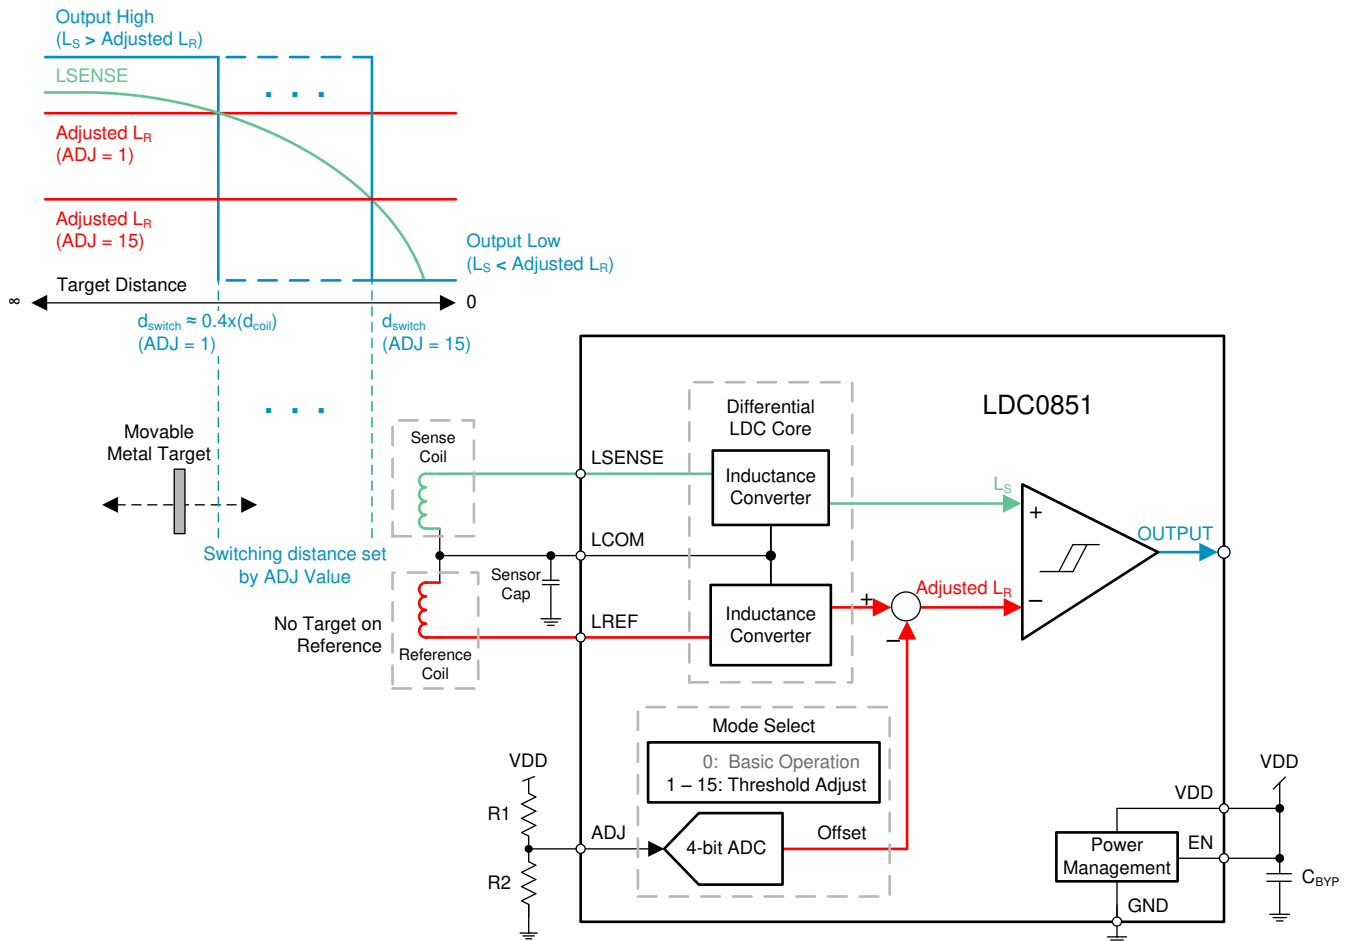 Output High
(LS > Adjusted LR)
LSENSE
Adjusted LR
(ADJ = 1)
Adjusted LR
(ADJ = 15)
Output Low
(LS < Adjusted LR)
Target Distance
∞
0
dswitch ≈ 0.4x(dcoil)
(ADJ = 1)
dswitch
(ADJ = 15)
. . .
. . .
Movable
Metal Target
Switching distance set
by ADJ Value
Sense
Coil
Sensor
Cap
No Target on
Reference
Reference
Coil
LDC0851
Differential
LDC Core
LSENSE
Inductance
Converter
LS
LCOM
+
OUTPUT
LREF
Inductance
Converter
+
−
Adjusted LR
−
Mode Select
0: Basic Operation
1 – 15: Threshold Adjust
VDD
R1
R2
ADJ
4-bit ADC
Offset
VDD
VDD
EN
Power
Management
GND
CBYP